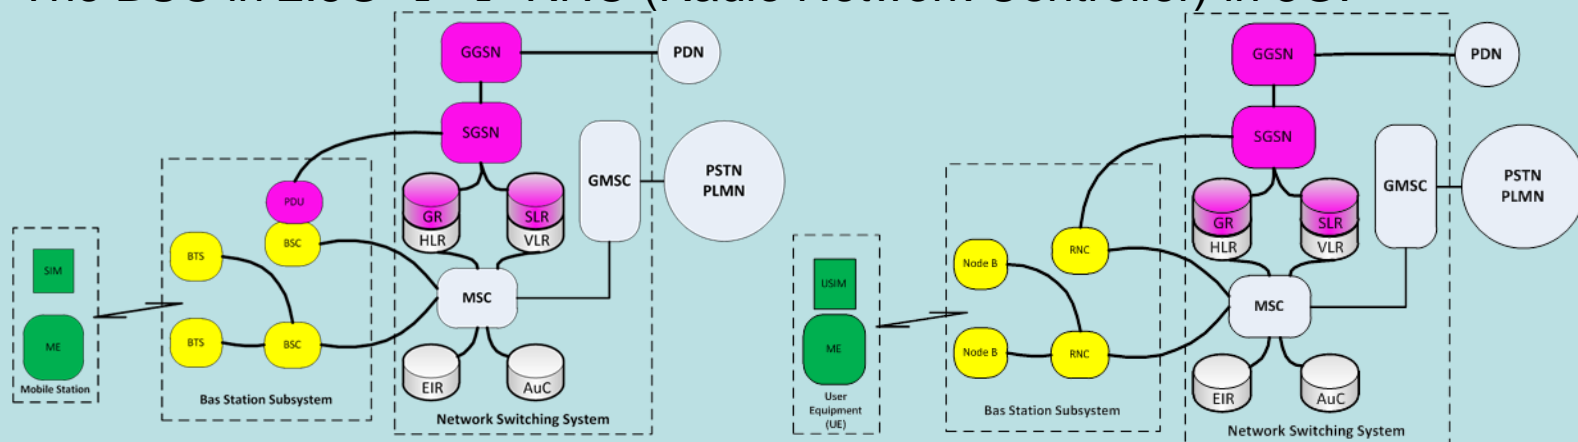 GGSN
PDN
SGSN
GMSC
PSTN
PLMN
PDU
GR
SLR
BSC
HLR
VLR
BTS
SIM
MSC
ME
BTS
BSC
EIR
AuC
Mobile Station
Bas Station Subsystem
Network Switching System
GGSN
PDN
SGSN
GMSC
PSTN
PLMN
GR
SLR
RNC
HLR
VLR
Node B
USIM
MSC
ME
Node B
RNC
EIR
AuC
User
Equipment
(UE)
Bas Station Subsystem
Network Switching System